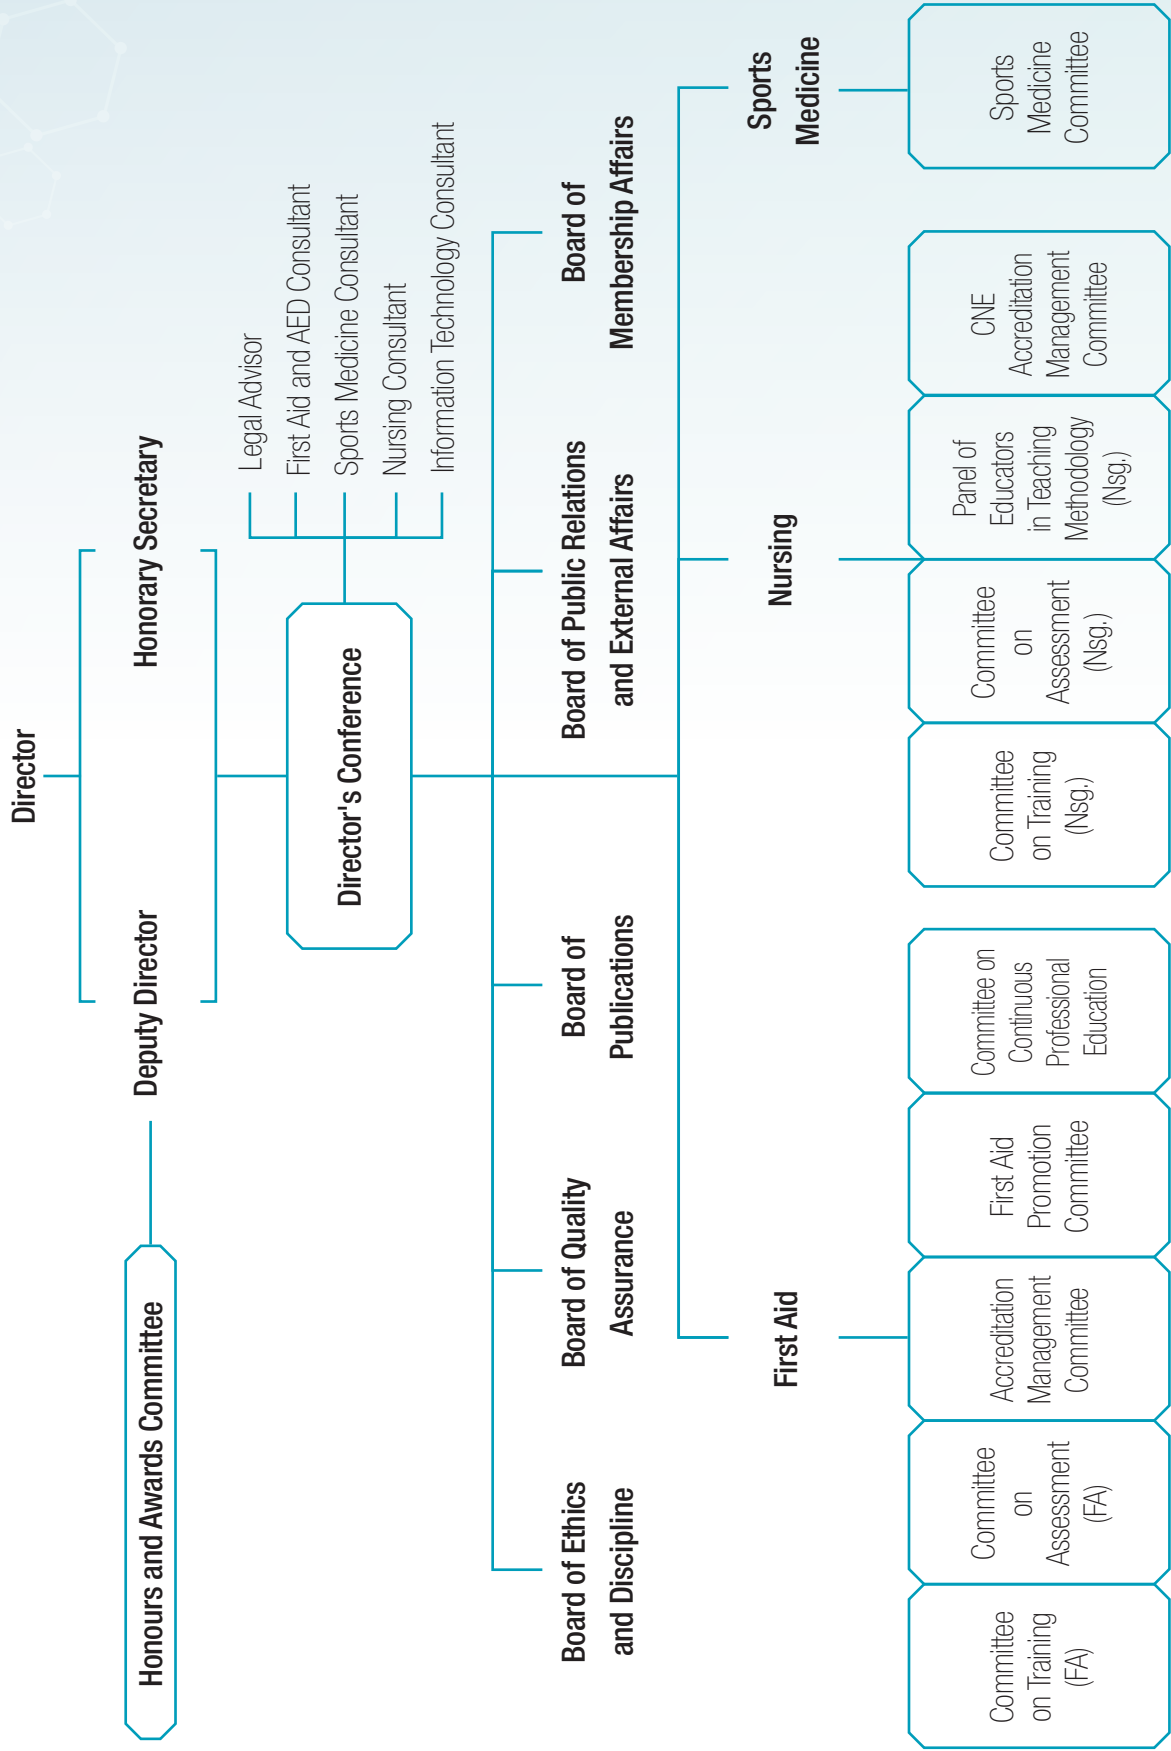 Director
Honours and Awards Committee
Deputy Director
Honorary Secretary
Director's Conference
Legal Advisor
First Aid and AED Consultant
Sports Medicine Consultant
Nursing Consultant
Information Technology Consultant
Board of Ethics
and Discipline
Board of Quality
Assurance
Board of
Publications
Board of Public Relations
and External Affairs
Board of
Membership Affairs
First Aid
Nursing
Sports
Medicine
Committee
on Training
(FA)
Committee
on
Assessment
(FA)
Accreditation
Management
Committee
First Aid
Promotion
Committee
Committee on
Continuous
Professional
Education
Committee
on Training
(Nsg.)
Committee
on
Assessment
(Nsg.)
Panel of
Educators
in Teaching
Methodology
(Nsg.)
CNE
Accreditation
Management
Committee
Sports
Medicine
Committee